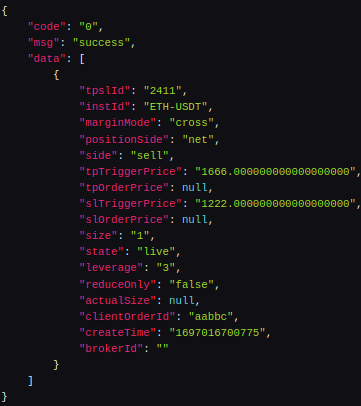 {
    "code": "0",
    "msg": "success",
    "data": [
        {
            "tpslId": "2411",
            "instId": "ETH-USDT",
            "marginMode": "cross",
            "positionSide": "net",
            "side": "sell",
            "tpTriggerPrice": "1666.000000000000000000",
            "tpOrderPrice": null,
            "slTriggerPrice": "1222.000000000000000000",
            "slOrderPrice": null,
            "size": "1",
            "state": "live",
            "leverage": "3",
            "reduceOnly": "false",
            "actualSize": null,
            "clientOrderId": "aabbc",
            "createTime": "1697016700775",
            "brokerId": ""
        }
    ]
}